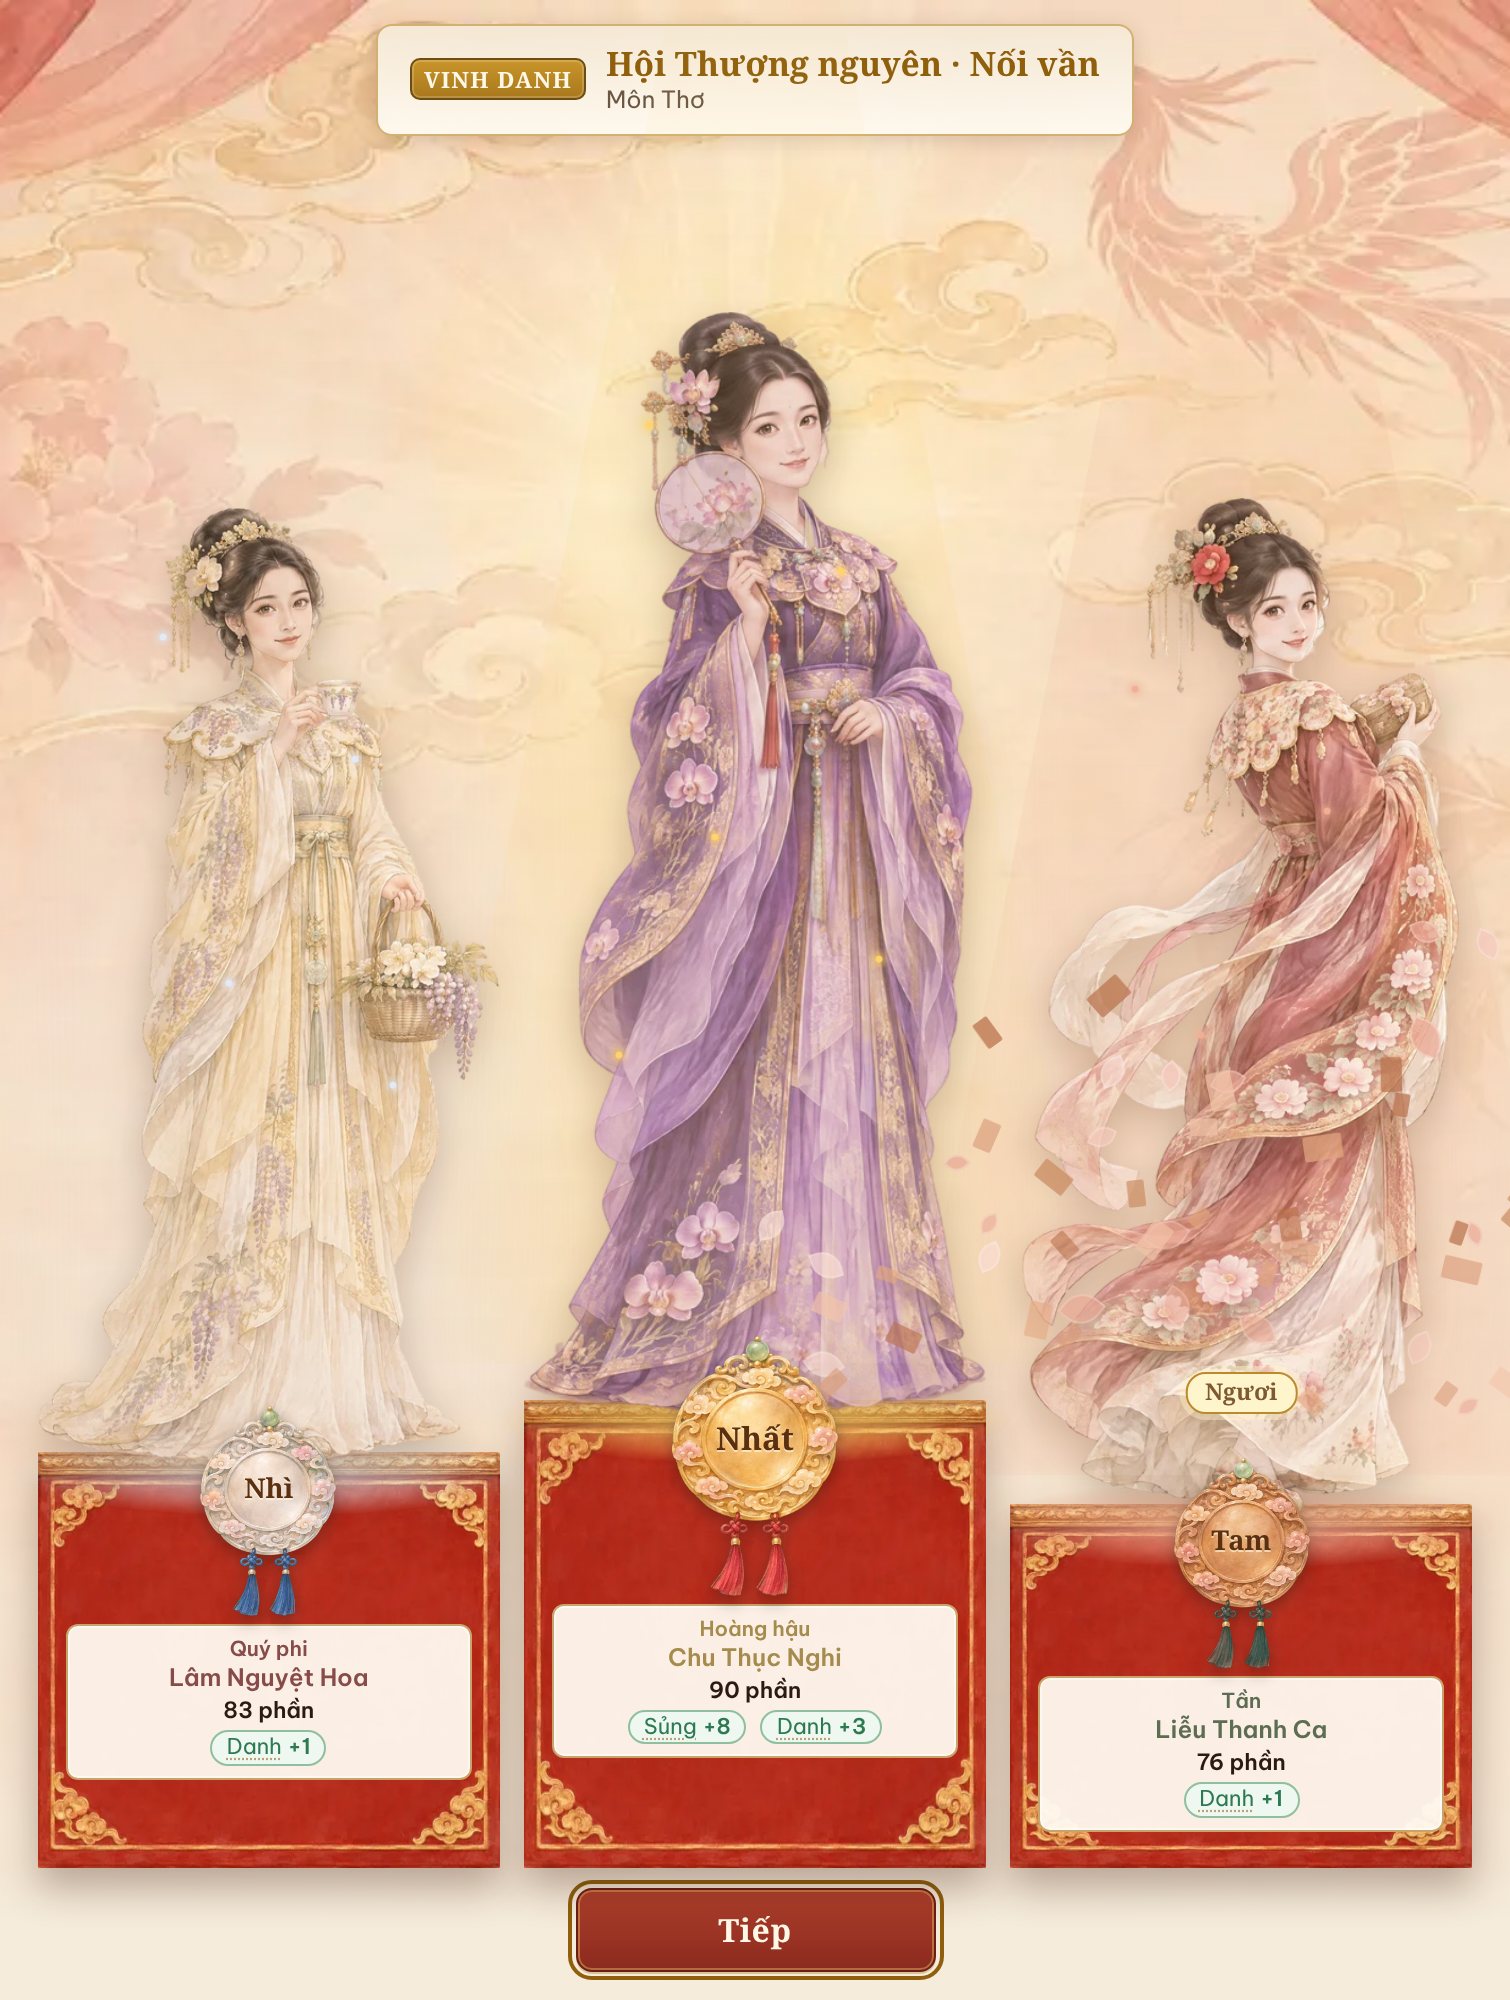 VINH DANH
Hội Thượng nguyên · Nối vần
Môn Thơ
Nhì
Quý phi
Lâm Nguyệt Hoa
83 phần
Danh +1
Nhất
Hoàng hậu
Chu Thục Nghi
90 phần
Sủng +8 Danh +3
Ngươi
Tam
Tần
Liễu Thanh Ca
76 phần
Danh +1
Tiếp